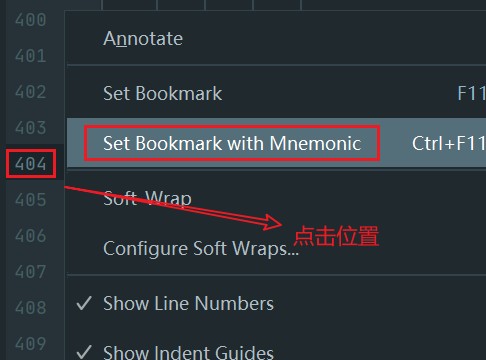 400
Annotate
401
402
Set Bookmark F11
403
Set Bookmark with Mnemonic Ctrl+F11
404
405
Soft-Wrap
点击位置
406
Configure Soft Wraps...
407
408
✓ Show Line Numbers
409
✓ Show Indent Guides